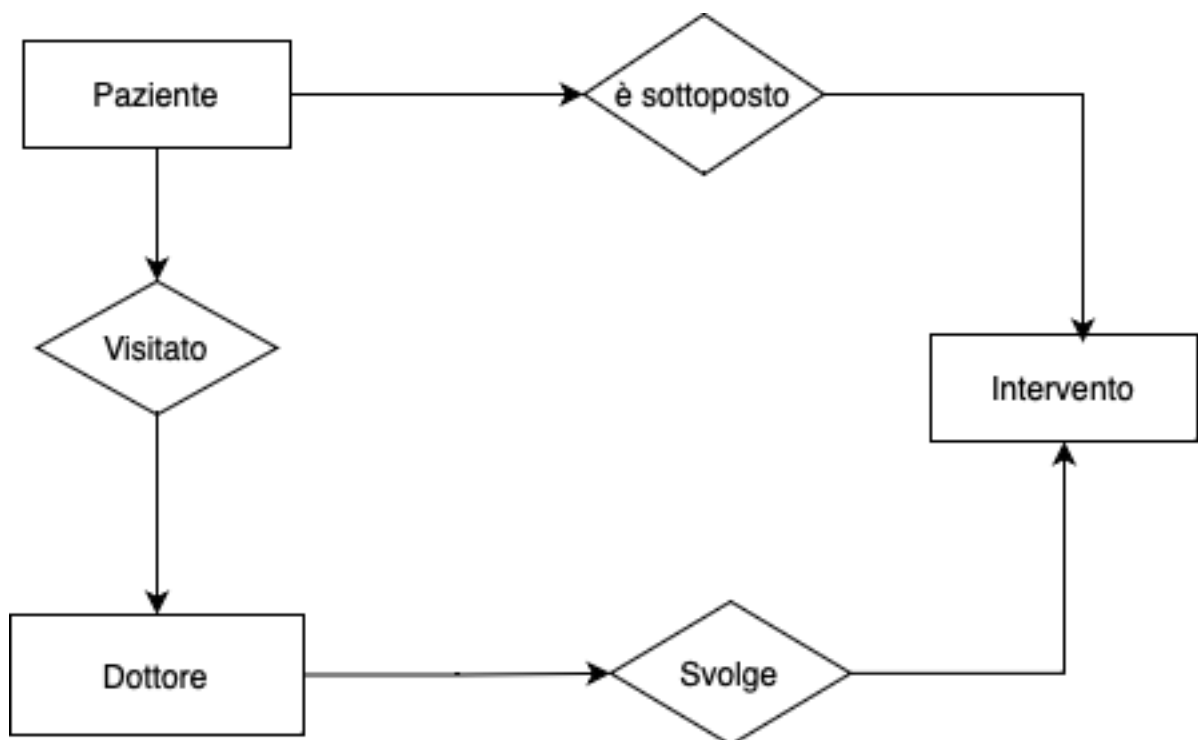 Paziente
è sottoposto
Visitato
Intervento
Dottore
Svolge